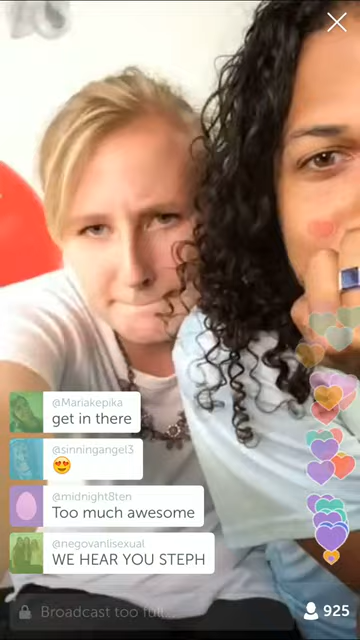 @Mariakepika
get in there
@sinningangel3
😍
@midnight8ten
Too much awesome
@negovanlisexual
WE HEAR YOU STEPH
Broadcast too full...
925